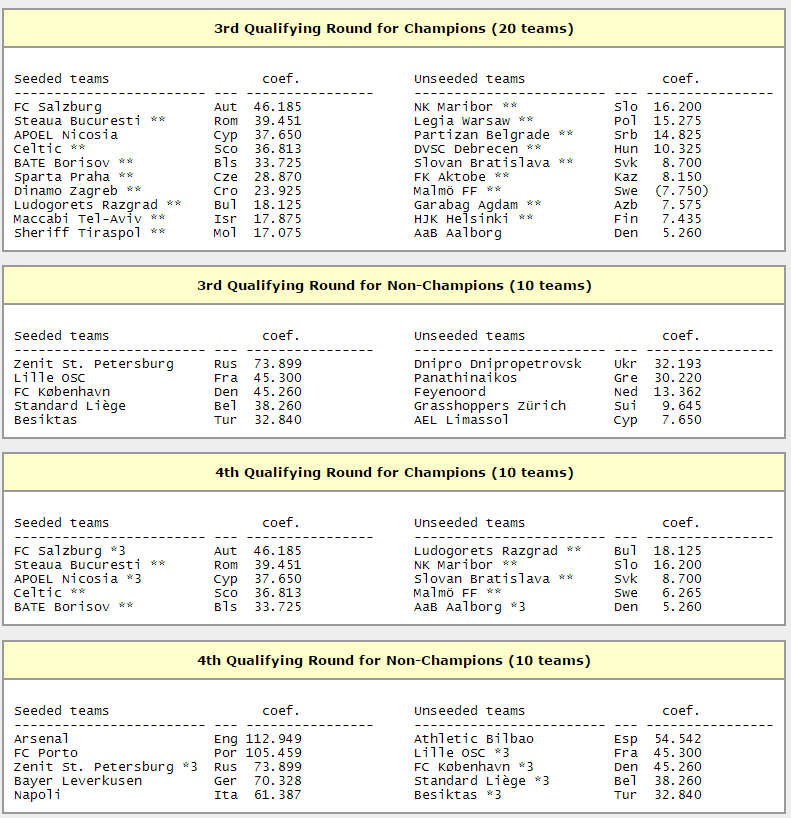 3rd Qualifying Round for Champions (20 teams)
Seeded teams coef. Unseeded teams coef.
------------------------ --- ---------------- ------------------------ --- ----------------
FC Salzburg Aut 46.185 NK Maribor ** Slo 16.200
Steaua Bucuresti ** Rom 39.451 Legia Warsaw ** Pol 15.275
APOEL Nicosia Cyp 37.650 Partizan Belgrade ** Srb 14.825
Celtic ** Sco 36.813 DVSC Debrecen ** Hun 10.325
BATE Borisov ** Bls 33.725 Slovan Bratislava ** Svk 8.700
Sparta Praha ** Cze 28.870 FK Aktobe ** Kaz 8.150
Dinamo Zagreb ** Cro 23.925 Malmö FF ** Swe (7.750)
Ludogorets Razgrad ** Bul 18.125 Garabag Agdam ** Azb 7.575
Maccabi Tel-Aviv ** Isr 17.875 HJK Helsinki ** Fin 7.435
Sheriff Tiraspol ** Mol 17.075 AaB Aalborg Den 5.260
3rd Qualifying Round for Non-Champions (10 teams)
Seeded teams coef. Unseeded teams coef.
------------------------ --- ---------------- ------------------------ --- ----------------
Zenit St. Petersburg Rus 73.899 Dnipro Dnipropetrovsk Ukr 32.193
Lille OSC Fra 45.300 Panathinaikos Gre 30.220
FC København Den 45.260 Feyenoord Ned 13.362
Standard Liège Bel 38.260 Grasshoppers Zürich Sui 9.645
Besiktas Tur 32.840 AEL Limassol Cyp 7.650
4th Qualifying Round for Champions (10 teams)
Seeded teams coef. Unseeded teams coef.
------------------------ --- ---------------- ------------------------ --- ----------------
FC Salzburg *3 Aut 46.185 Ludogorets Razgrad ** Bul 18.125
Steaua Bucuresti ** Rom 39.451 NK Maribor ** Slo 16.200
APOEL Nicosia *3 Cyp 37.650 Slovan Bratislava ** Svk 8.700
Celtic ** Sco 36.813 Malmö FF ** Swe 6.265
BATE Borisov ** Bls 33.725 AaB Aalborg *3 Den 5.260
4th Qualifying Round for Non-Champions (10 teams)
Seeded teams coef. Unseeded teams coef.
------------------------ --- ---------------- ------------------------ --- ----------------
Arsenal Eng 112.949 Athletic Bilbao Esp 54.542
FC Porto Por 105.459 Lille OSC *3 Fra 45.300
Zenit St. Petersburg *3 Rus 73.899 FC København *3 Den 45.260
Bayer Leverkusen Ger 70.328 Standard Liège *3 Bel 38.260
Napoli Ita 61.387 Besiktas *3 Tur 32.840